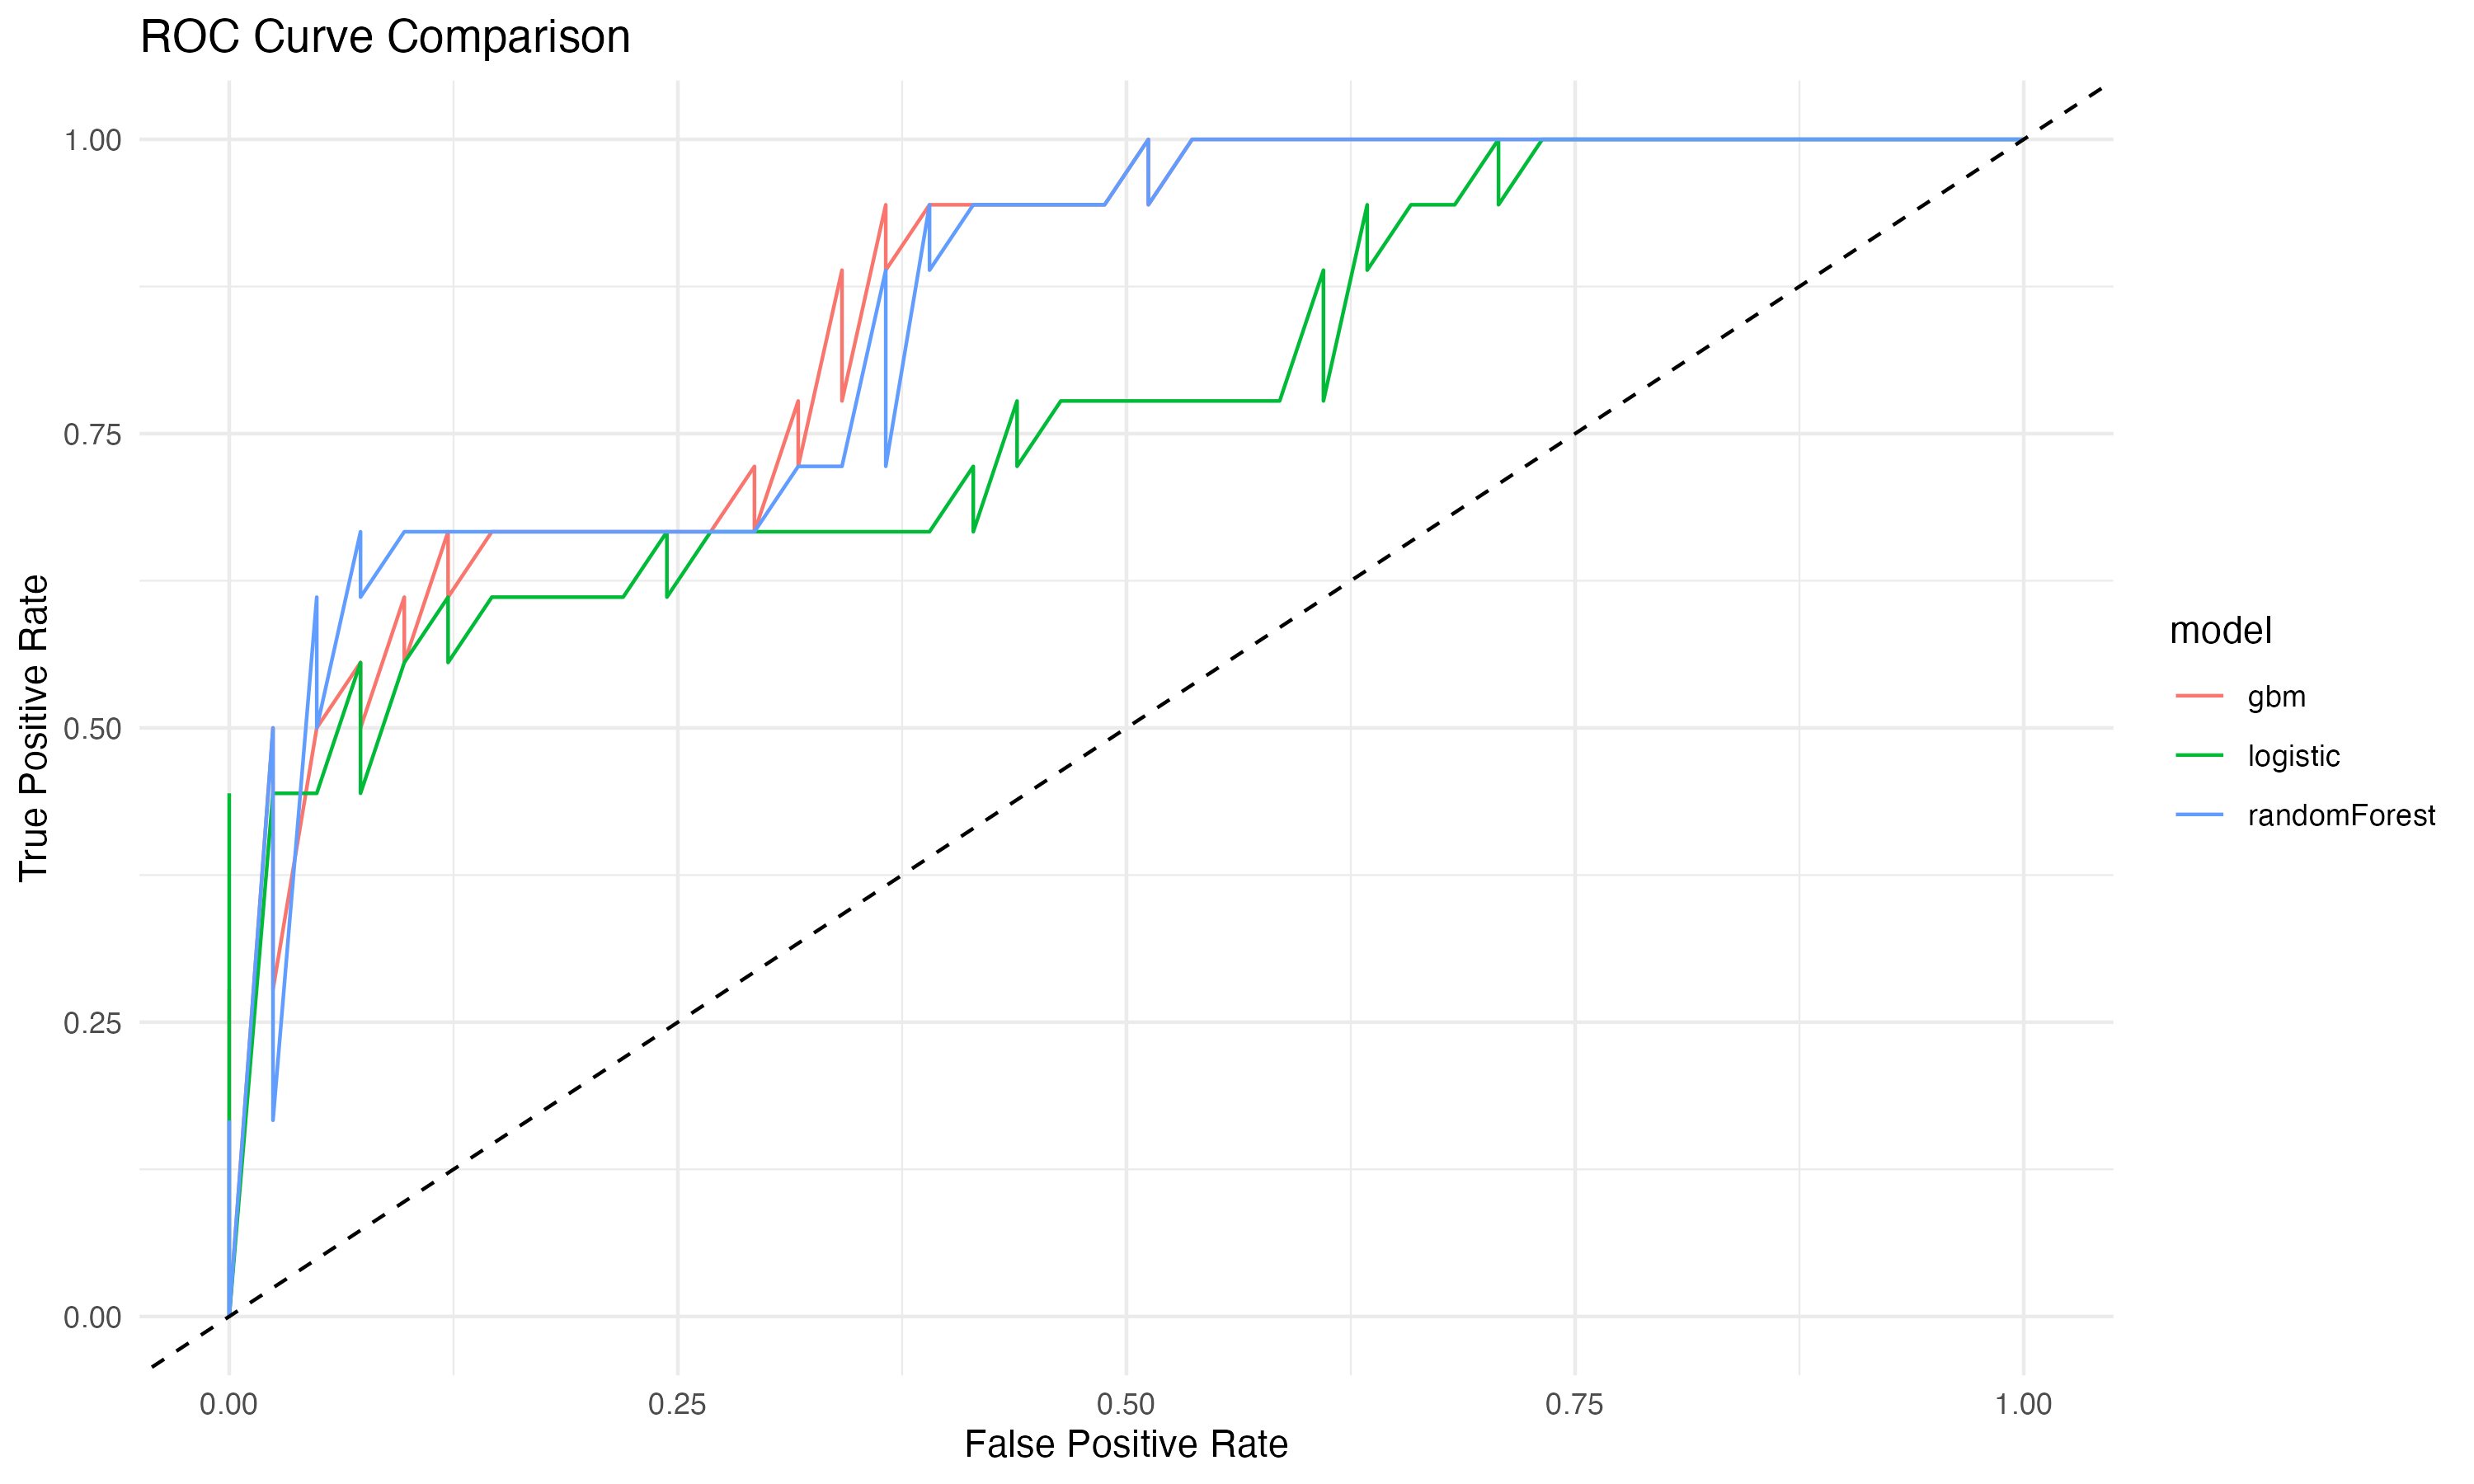 ROC Curve Comparison
1.00
0.75
0.50
0.25
0.00
True Positive Rate
0.00 0.25 0.50 0.75 1.00
False Positive Rate
model
gbm
logistic
randomForest